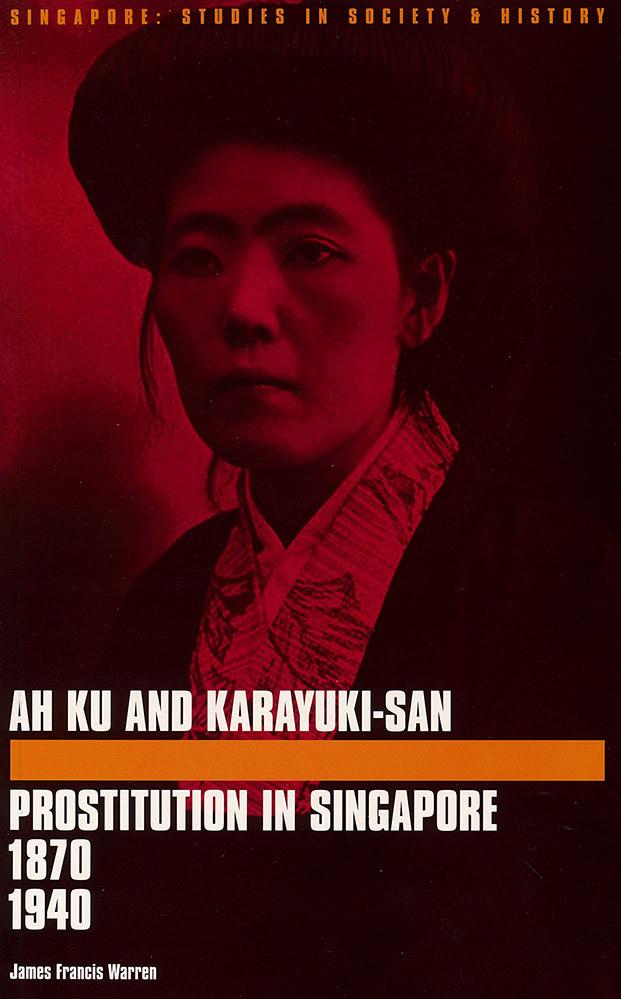 SINGAPORE: STUDIES IN SOCIETY & HISTORY
AH KU AND KARAYUKI-SAN
PROSTITUTION IN SINGAPORE
1870
1940
James Francis Warren